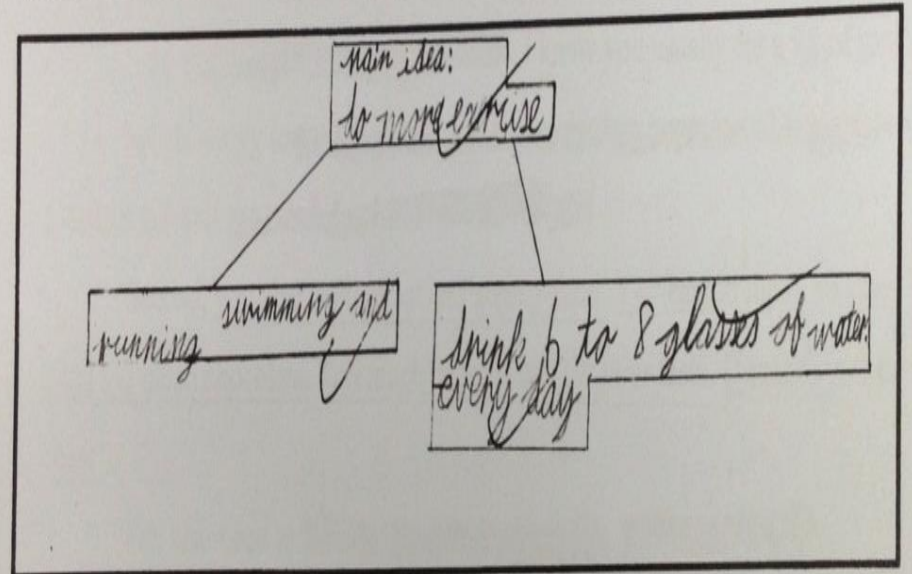 main idea:
do more exercise
swimming and
running
drink 6 to 8 glasses of water
every day